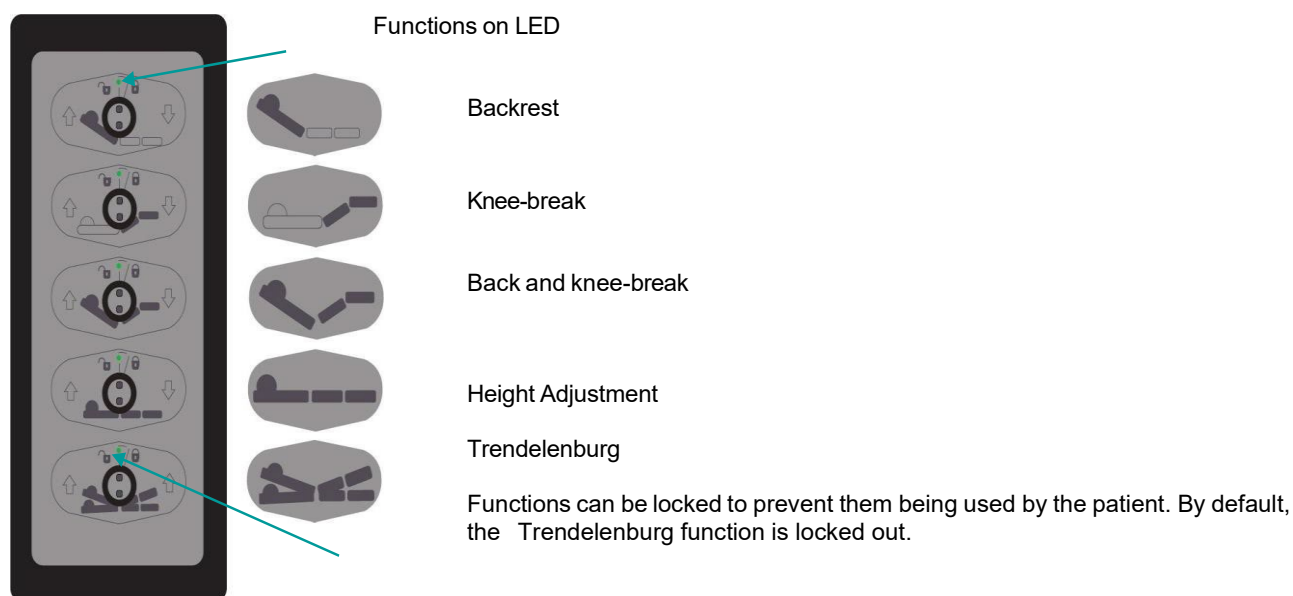 Functions on LED
Backrest
Knee-break
Back and knee-break
Height Adjustment
Trendelenburg
Functions can be locked to prevent them being used by the patient. By default,
the Trendelenburg function is locked out.